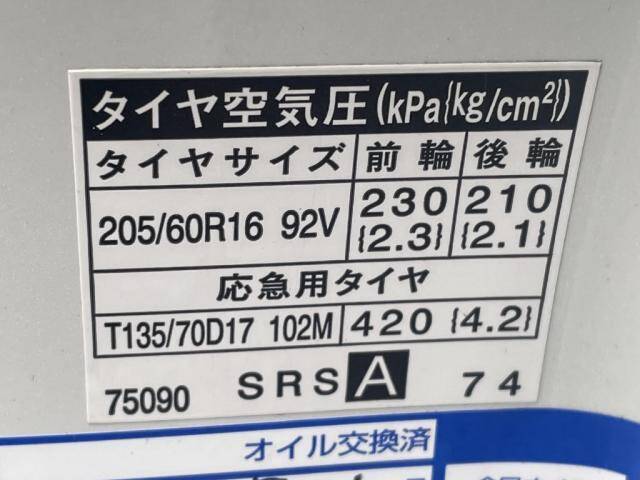 タイヤ空気圧(kPa{kg/cm²})
タイヤサイズ 前輪 後輪
205/60R16 92V 230 {2.3} 210 {2.1}
応急用タイヤ
T135/70D17 102M 420 {4.2}
75090 SRS A 74
オイル交換済